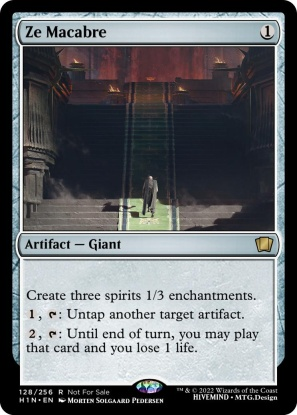 Ze Macabre 1
Artifact — Giant
Create three spirits 1/3 enchantments.
1, : Untap another target artifact.
2, : Until end of turn, you may play
that card and you lose 1 life.
128/256 R Not For Sale
H1N • EN Morten Solgaard Pedersen
™ & © 2022 Wizards of the Coast
HIVEMIND • MTG.Design